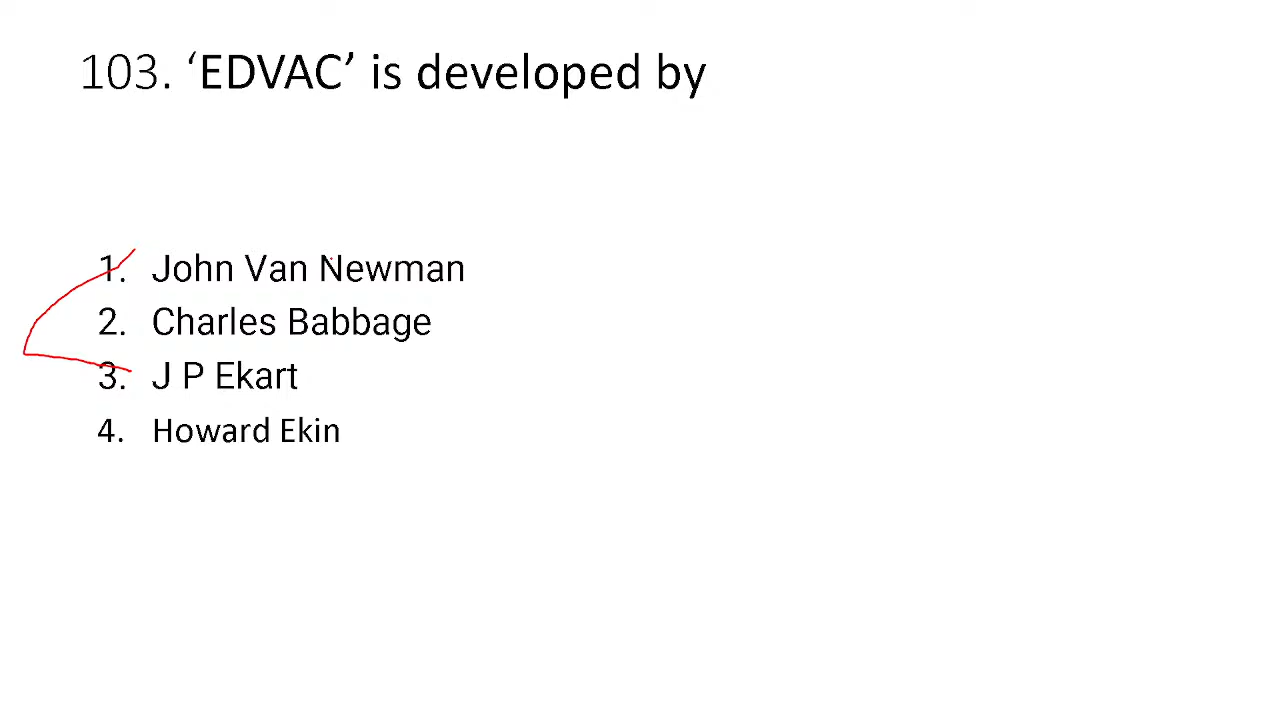 103. ‘EDVAC’ is developed by
1. John Van Newman
2. Charles Babbage
3. J P Ekart
4. Howard Ekin